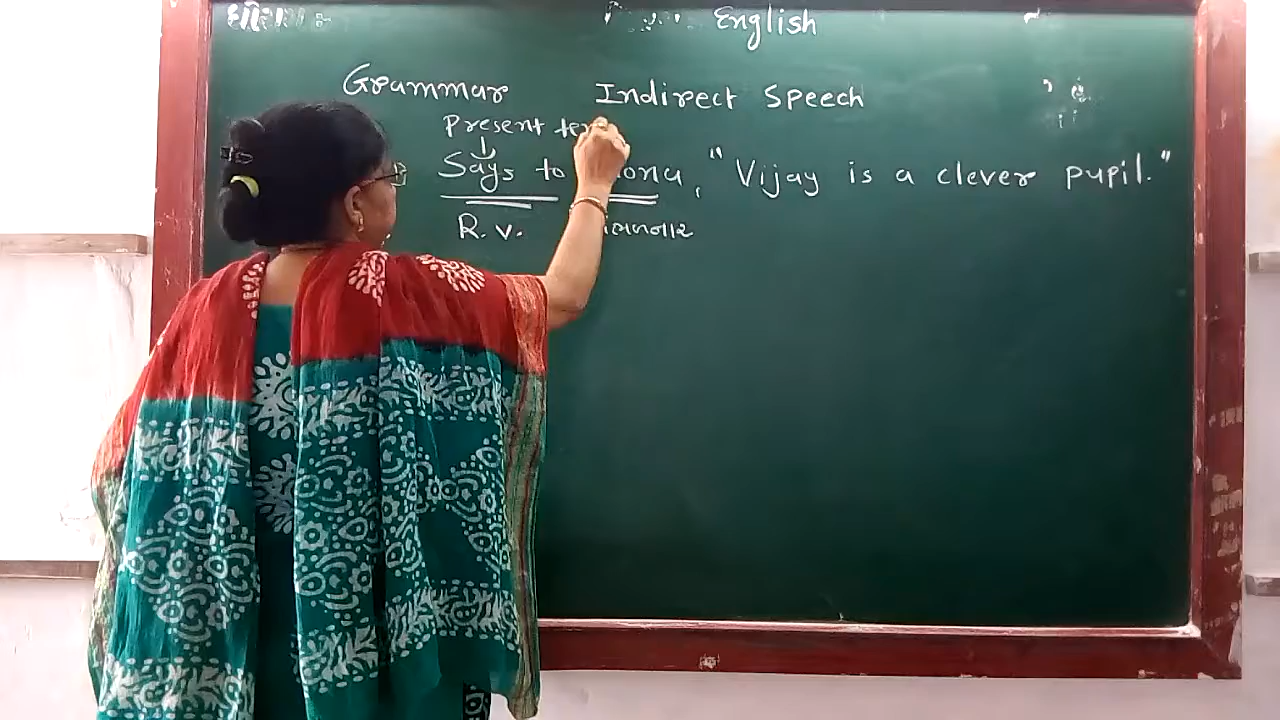 English
Grammar Indirect Speech
Present
Says to , "Vijay is a clever pupil."
R.v.